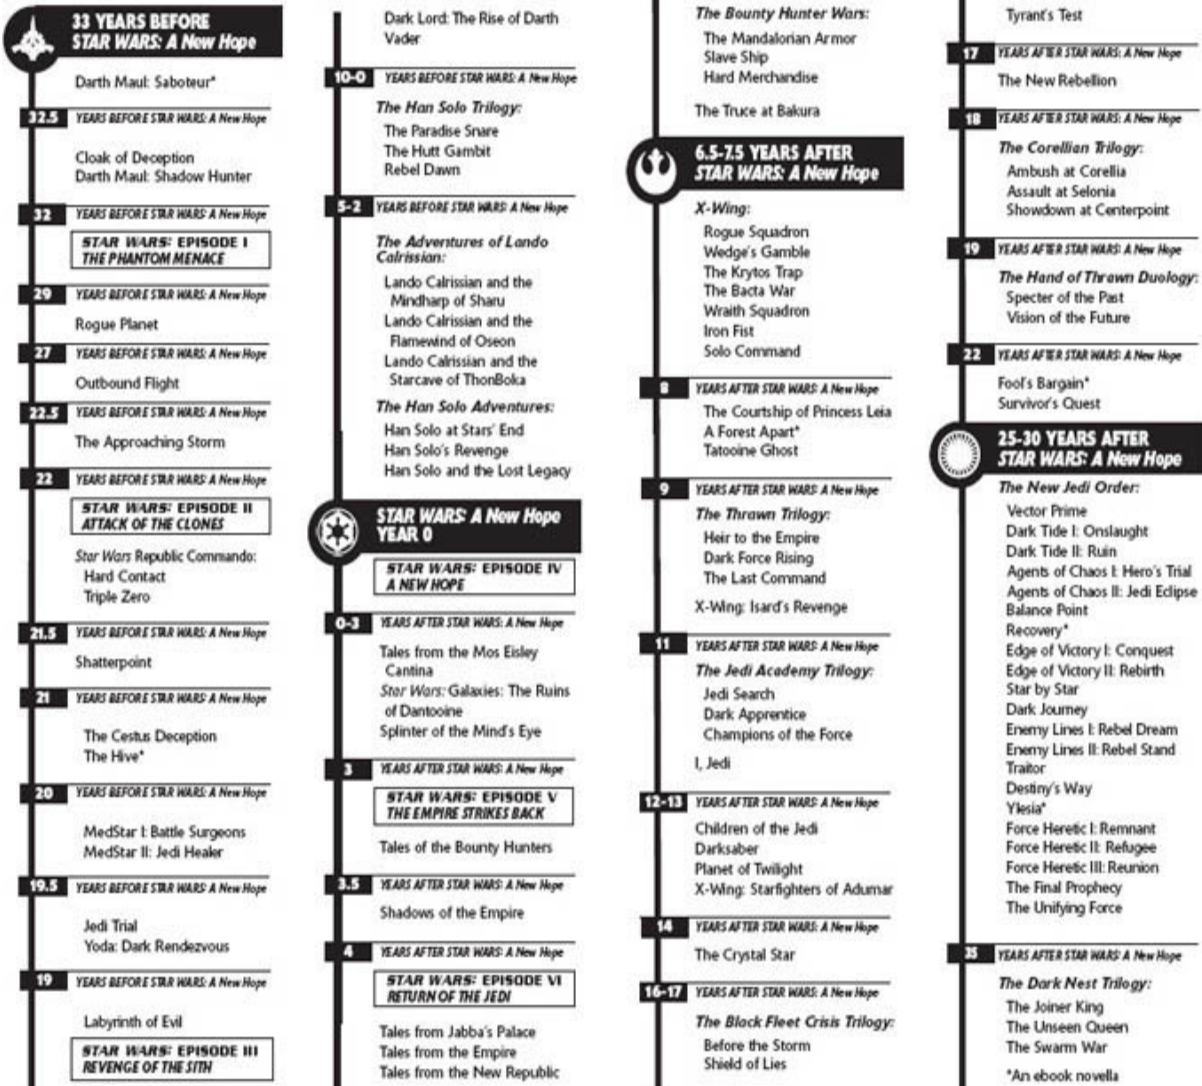 33 YEARS BEFORE
STAR WARS: A New Hope
Darth Maul: Saboteur*
32.5 YEARS BEFORE STAR WARS: A New Hope
Cloak of Deception
Darth Maul: Shadow Hunter
32 YEARS BEFORE STAR WARS: A New Hope
STAR WARS: EPISODE I
THE PHANTOM MENACE
29 YEARS BEFORE STAR WARS: A New Hope
Rogue Planet
27 YEARS BEFORE STAR WARS: A New Hope
Outbound Flight
22.5 YEARS BEFORE STAR WARS: A New Hope
The Approaching Storm
22 YEARS BEFORE STAR WARS: A New Hope
STAR WARS: EPISODE II
ATTACK OF THE CLONES
Star Wars Republic Commando:
Hard Contact
Triple Zero
21.5 YEARS BEFORE STAR WARS: A New Hope
Shatterpoint
21 YEARS BEFORE STAR WARS: A New Hope
The Cestus Deception
The Hive*
20 YEARS BEFORE STAR WARS: A New Hope
MedStar I: Battle Surgeons
MedStar II: Jedi Healer
19.5 YEARS BEFORE STAR WARS: A New Hope
Jedi Trial
Yoda: Dark Rendezvous
19 YEARS BEFORE STAR WARS: A New Hope
Labyrinth of Evil
STAR WARS: EPISODE III
REVENGE OF THE SITH
Dark Lord: The Rise of Darth
Vader
10-0 YEARS BEFORE STAR WARS: A New Hope
The Han Solo Trilogy:
The Paradise Snare
The Hutt Gambit
Rebel Dawn
5-2 YEARS BEFORE STAR WARS: A New Hope
The Adventures of Lando
Calrissian:
Lando Calrissian and the
Mindharp of Sharu
Lando Calrissian and the
Flamewind of Oseon
Lando Calrissian and the
Starcave of ThonBoka
The Han Solo Adventures:
Han Solo at Stars' End
Han Solo's Revenge
Han Solo and the Lost Legacy
STAR WARS: A New Hope
YEAR 0
STAR WARS: EPISODE IV
A NEW HOPE
0-3 YEARS AFTER STAR WARS: A New Hope
Tales from the Mos Eisley
Cantina
Star Wars: Galaxies: The Ruins
of Dantooine
Splinter of the Mind's Eye
3 YEARS AFTER STAR WARS: A New Hope
STAR WARS: EPISODE V
THE EMPIRE STRIKES BACK
Tales of the Bounty Hunters
3.5 YEARS AFTER STAR WARS: A New Hope
Shadows of the Empire
4 YEARS AFTER STAR WARS: A New Hope
STAR WARS: EPISODE VI
RETURN OF THE JEDI
Tales from Jabba's Palace
Tales from the Empire
Tales from the New Republic
The Bounty Hunter Wars:
The Mandalorian Armor
Slave Ship
Hard Merchandise
The Truce at Bakura
6.5-7.5 YEARS AFTER
STAR WARS: A New Hope
X-Wing:
Rogue Squadron
Wedge's Gamble
The Krytos Trap
The Bacta War
Wraith Squadron
Iron Fist
Solo Command
8 YEARS AFTER STAR WARS: A New Hope
The Courtship of Princess Leia
A Forest Apart*
Tatooine Ghost
9 YEARS AFTER STAR WARS: A New Hope
The Thrawn Trilogy:
Heir to the Empire
Dark Force Rising
The Last Command
X-Wing: Isard's Revenge
11 YEARS AFTER STAR WARS: A New Hope
The Jedi Academy Trilogy:
Jedi Search
Dark Apprentice
Champions of the Force
I, Jedi
12-13 YEARS AFTER STAR WARS: A New Hope
Children of the Jedi
Darksaber
Planet of Twilight
X-Wing: Starfighters of Adumar
14 YEARS AFTER STAR WARS: A New Hope
The Crystal Star
16-17 YEARS AFTER STAR WARS: A New Hope
The Black Fleet Crisis Trilogy:
Before the Storm
Shield of Lies
Tyrant's Test
17 YEARS AFTER STAR WARS: A New Hope
The New Rebellion
18 YEARS AFTER STAR WARS: A New Hope
The Corellian Trilogy:
Ambush at Corellia
Assault at Selonia
Showdown at Centerpoint
19 YEARS AFTER STAR WARS: A New Hope
The Hand of Thrawn Duology:
Specter of the Past
Vision of the Future
22 YEARS AFTER STAR WARS: A New Hope
Fool's Bargain*
Survivor's Quest
25-30 YEARS AFTER
STAR WARS: A New Hope
The New Jedi Order:
Vector Prime
Dark Tide I: Onslaught
Dark Tide II: Ruin
Agents of Chaos I: Hero's Trial
Agents of Chaos II: Jedi Eclipse
Balance Point
Recovery*
Edge of Victory I: Conquest
Edge of Victory II: Rebirth
Star by Star
Dark Journey
Enemy Lines I: Rebel Dream
Enemy Lines II: Rebel Stand
Traitor
Destiny's Way
Ylesia*
Force Heretic I: Remnant
Force Heretic II: Refugee
Force Heretic III: Reunion
The Final Prophecy
The Unifying Force
35 YEARS AFTER STAR WARS: A New Hope
The Dark Nest Trilogy:
The Joiner King
The Unseen Queen
The Swarm War
*An ebook novella